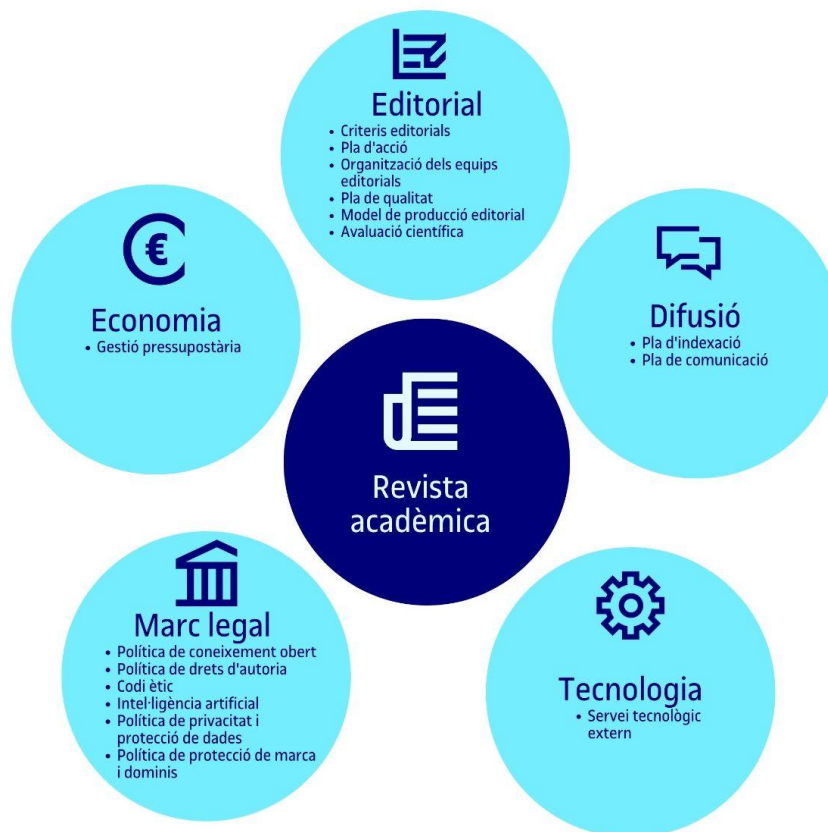 Editorial
• Criteris editorials
• Pla d'acció
• Organització dels equips
editorials
• Pla de qualitat
• Model de producció editorial
• Avaluació científica
€
Economia
• Gestió pressupostària
Difusió
• Pla d'indexació
• Pla de comunicació
Revista
acadèmica
Marc legal
• Política de coneixement obert
• Política de drets d'autoria
• Codi ètic
• Intel·ligència artificial
• Política de privacitat i
protecció de dades
• Política de protecció de marca
i dominis
Tecnologia
• Servei tecnològic
extern